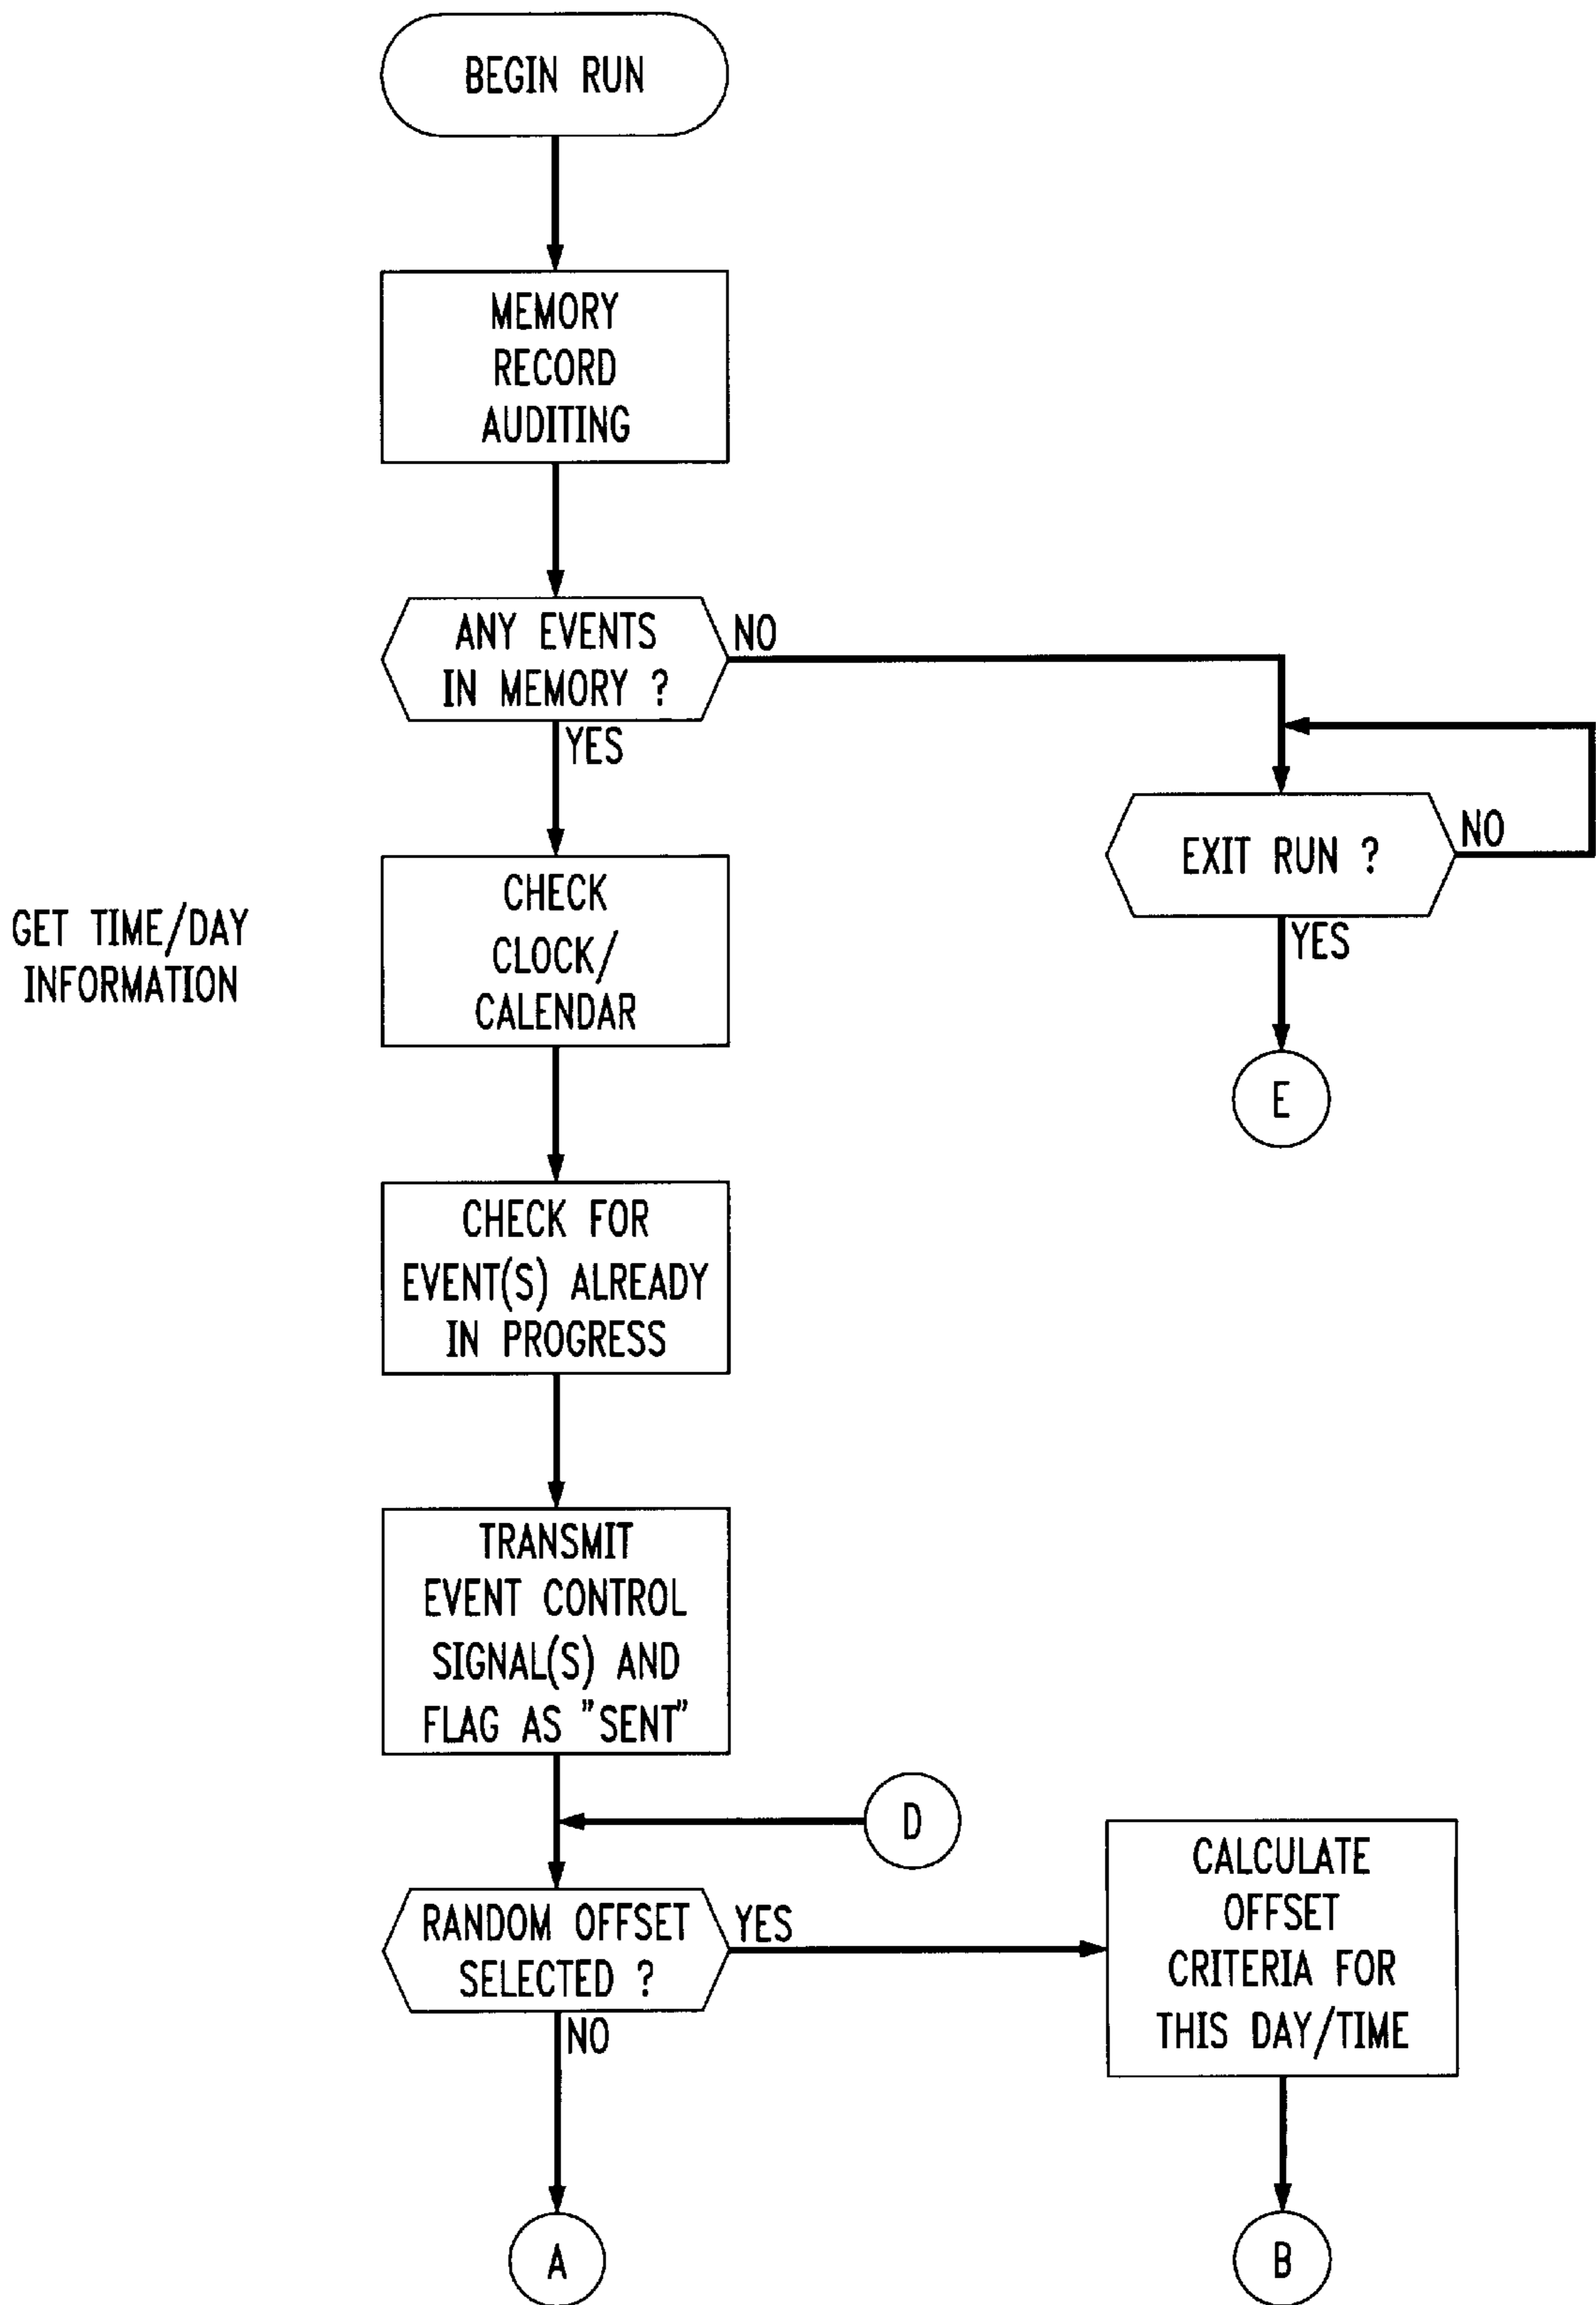 BEGIN RUN
MEMORY
RECORD
AUDITING
ANY EVENTS
IN MEMORY ?
NO
YES
EXIT RUN ?
NO
YES
E
GET TIME/DAY
INFORMATION
CHECK
CLOCK/
CALENDAR
CHECK FOR
EVENT(S) ALREADY
IN PROGRESS
TRANSMIT
EVENT CONTROL
SIGNAL(S) AND
FLAG AS "SENT"
D
RANDOM OFFSET
SELECTED ?
YES
NO
CALCULATE
OFFSET
CRITERIA FOR
THIS DAY/TIME
A
B